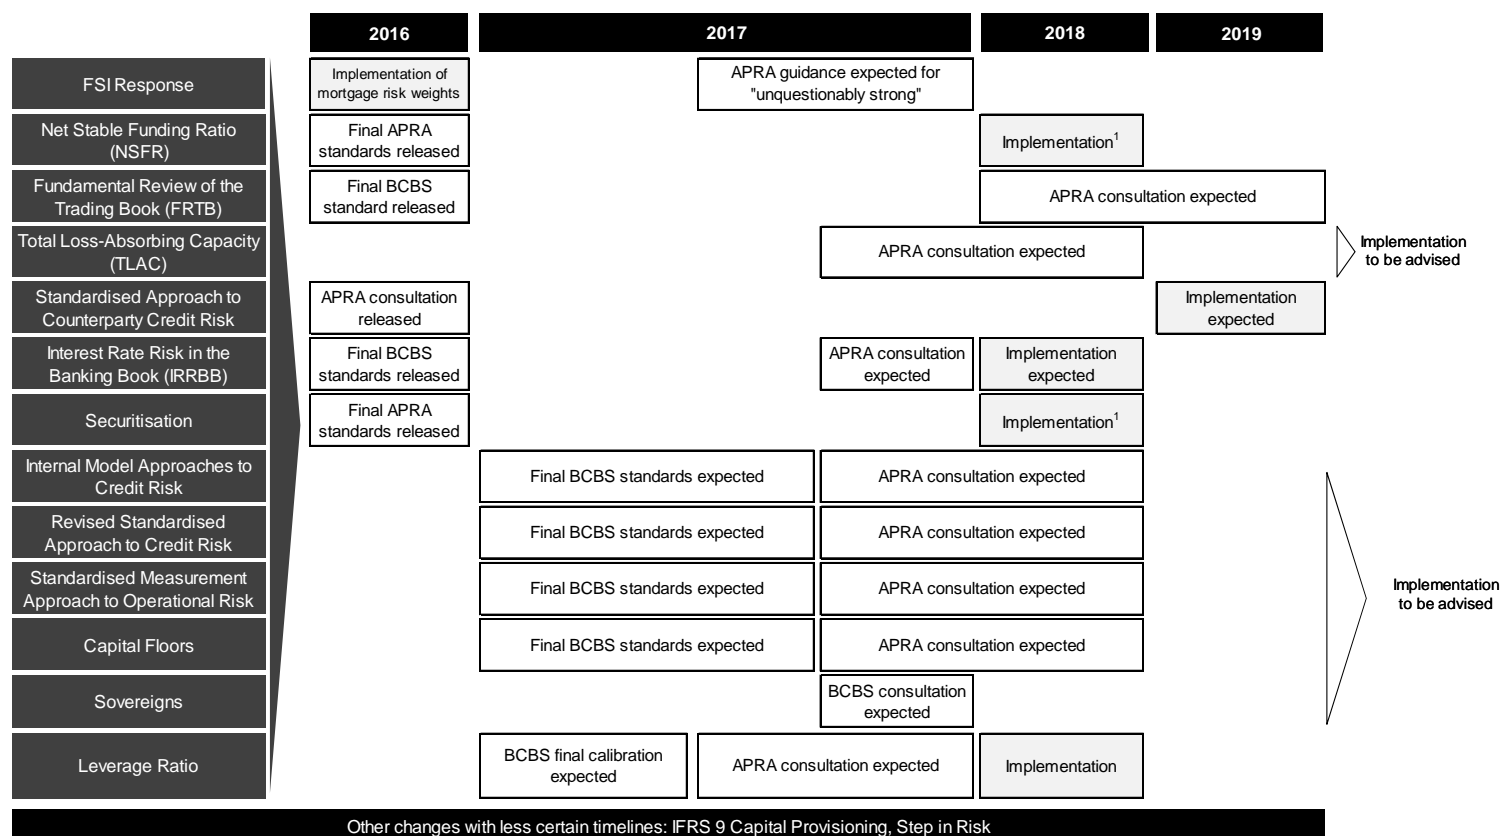 2016 2017 2018 2019
FSI Response
Implementation of
mortgage risk weights
APRA guidance expected for
"unquestionably strong"
Net Stable Funding Ratio
(NSFR)
Final APRA
standards released
Implementation¹
Fundamental Review of the
Trading Book (FRTB)
Final BCBS
standard released
APRA consultation expected
Total Loss-Absorbing Capacity
(TLAC)
APRA consultation expected
Implementation
to be advised
Standardised Approach to
Counterparty Credit Risk
APRA consultation
released
Implementation
expected
Interest Rate Risk in the
Banking Book (IRRBB)
Final BCBS
standards released
APRA consultation
expected
Implementation
expected
Securitisation
Final APRA
standards released
Implementation¹
Internal Model Approaches to
Credit Risk
Final BCBS standards expected
APRA consultation expected
Revised Standardised
Approach to Credit Risk
Final BCBS standards expected
APRA consultation expected
Standardised Measurement
Approach to Operational Risk
Final BCBS standards expected
APRA consultation expected
Implementation
to be advised
Capital Floors
Final BCBS standards expected
APRA consultation expected
Sovereigns
BCBS consultation
expected
Leverage Ratio
BCBS final calibration
expected
APRA consultation expected
Implementation
Other changes with less certain timelines: IFRS 9 Capital Provisioning, Step in Risk